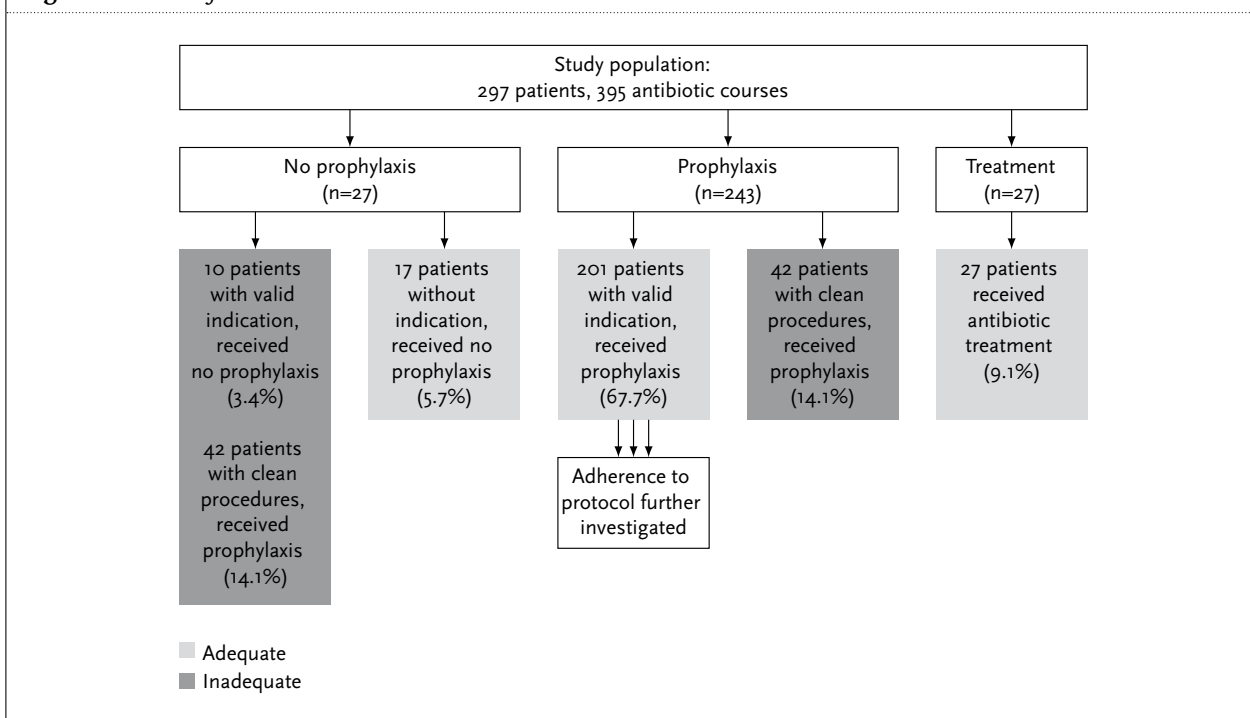 Study population:
297 patients, 395 antibiotic courses
No prophylaxis
(n=27)
Prophylaxis
(n=243)
Treatment
(n=27)
10 patients
with valid
indication,
received
no prophylaxis
(3.4%)
42 patients
with clean
procedures,
received
prophylaxis
(14.1%)
17 patients
without
indication,
received no
prophylaxis
(5.7%)
201 patients
with valid
indication,
received
prophylaxis
(67.7%)
Adherence to
protocol further
investigated
42 patients
with clean
procedures,
received
prophylaxis
(14.1%)
27 patients
received
antibiotic
treatment
(9.1%)
Adequate
Inadequate